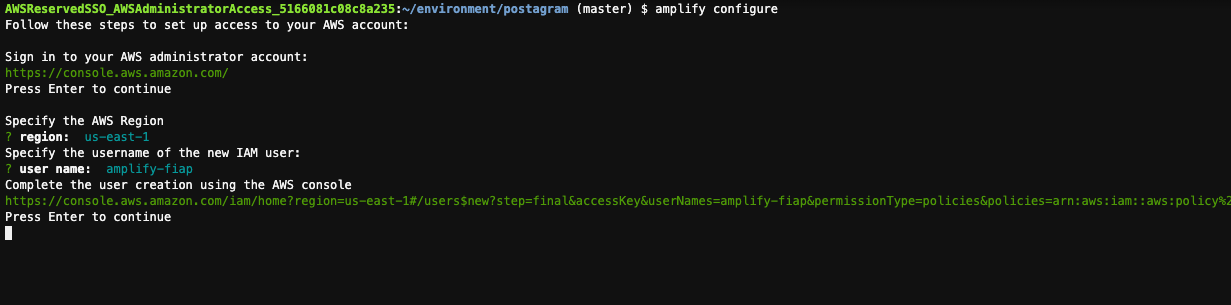 AWSReservedSSO_AWSAdministratorAccess_5166081c08c8a235:~/environment/postagram (master) $ amplify configure
Follow these steps to set up access to your AWS account:
Sign in to your AWS administrator account:
https://console.aws.amazon.com/
Press Enter to continue
Specify the AWS Region
? region:  us-east-1
Specify the username of the new IAM user:
? user name:  amplify-fiap
Complete the user creation using the AWS console
https://console.aws.amazon.com/iam/home?region=us-east-1#/users$new?step=final&accessKey&userNames=amplify-fiap&permissionType=policies&policies=arn:aws:iam::aws:policy%2
Press Enter to continue